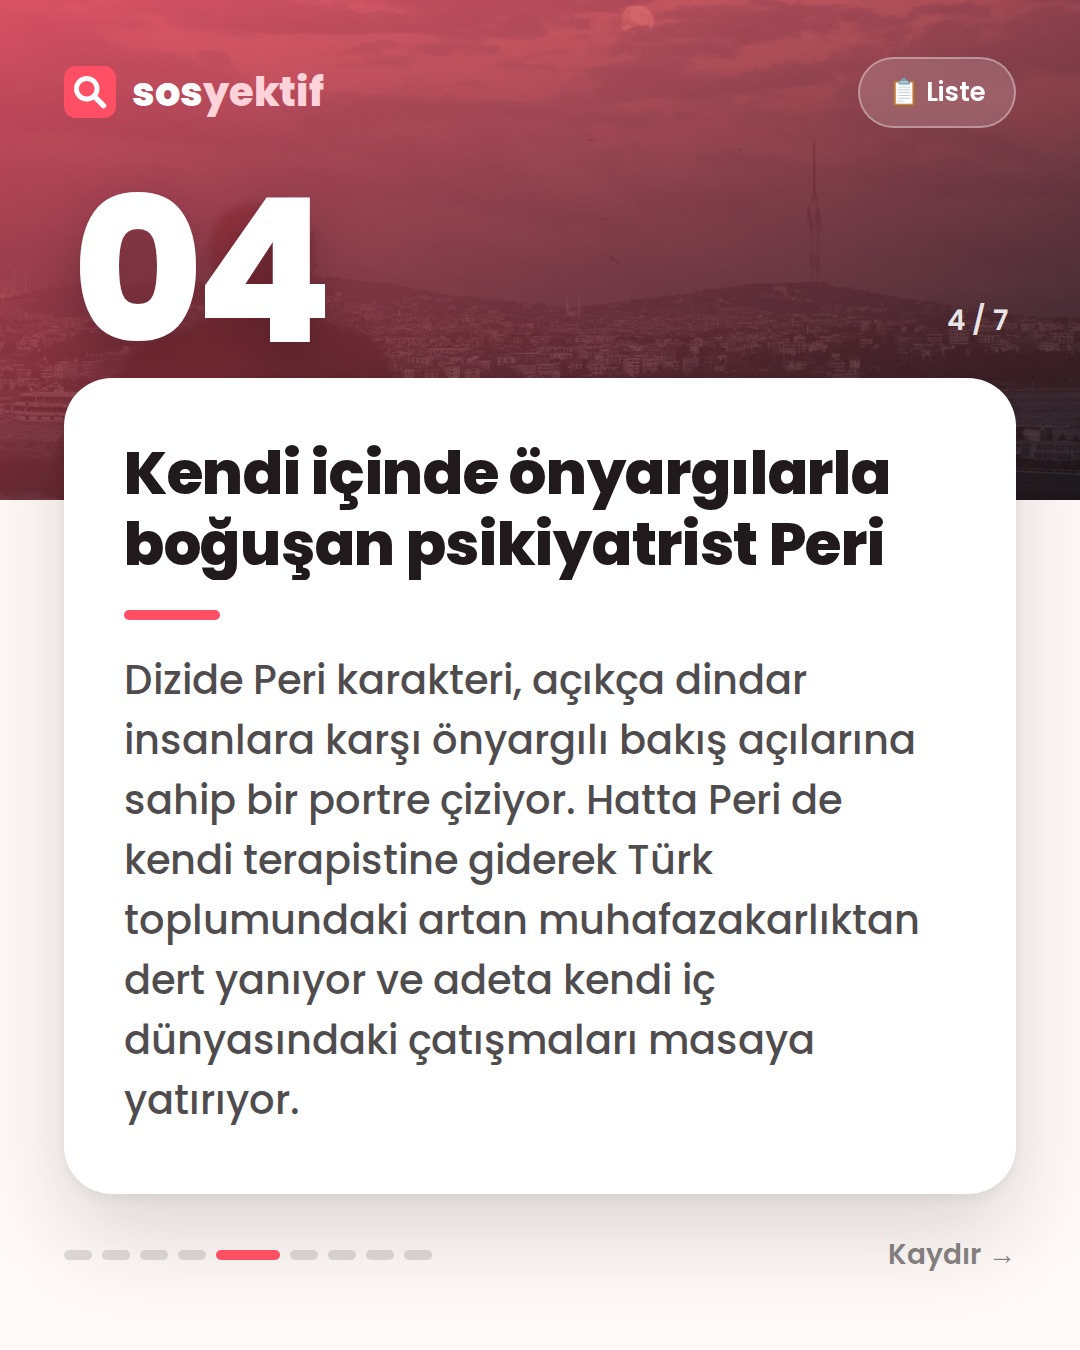 sosyektif
📋 Liste
04
4 / 7
Kendi içinde önyargılarla
boğuşan psikiyatrist Peri
Dizide Peri karakteri, açıkça dindar
insanlara karşı önyargılı bakış açılarına
sahip bir portre çiziyor. Hatta Peri de
kendi terapistine giderek Türk
toplumundaki artan muhafazakarlıktan
dert yanıyor ve adeta kendi iç
dünyasındaki çatışmaları masaya
yatırıyor.
Kaydır →